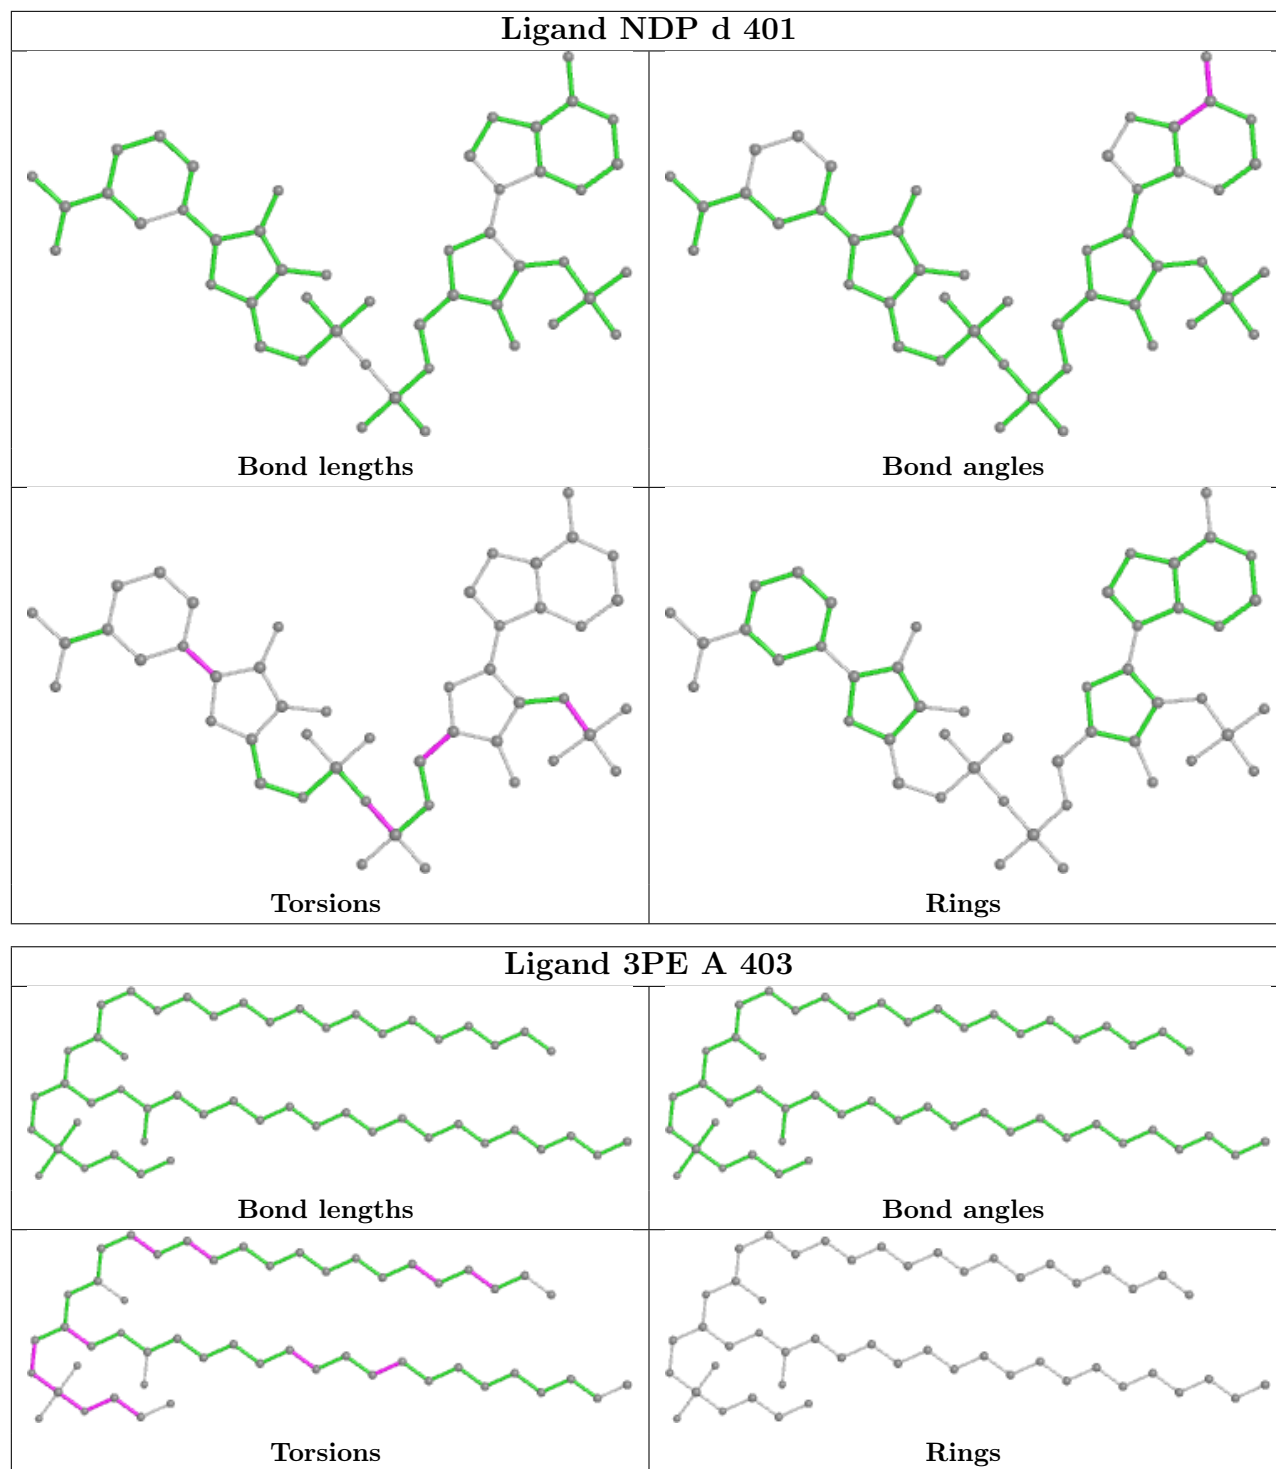 Ligand NDP d 401
Bond lengths
Bond angles
Torsions
Rings
Ligand 3PE A 403
Bond lengths
Bond angles
Torsions
Rings